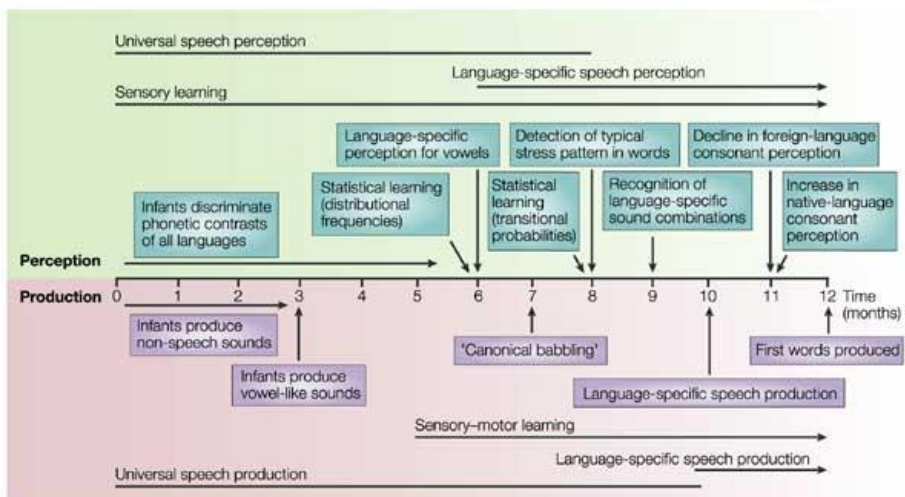 Universal speech perception
Language-specific speech perception
Sensory learning
Language-specific
perception for vowels
Detection of typical
stress pattern in words
Decline in foreign-language
consonant perception
Statistical learning
(distributional
frequencies)
Statistical
learning
(transitional
probabilities)
Recognition of
language-specific
sound combinations
Increase in
native-language
consonant
perception
Infants discriminate
phonetic contrasts
of all languages
Perception
Production
0 1 2 3 4 5 6 7 8 9 10 11 12 Time
(months)
Infants produce
non-speech sounds
Infants produce
vowel-like sounds
'Canonical babbling'
First words produced
Language-specific speech production
Sensory–motor learning
Language-specific speech production
Universal speech production